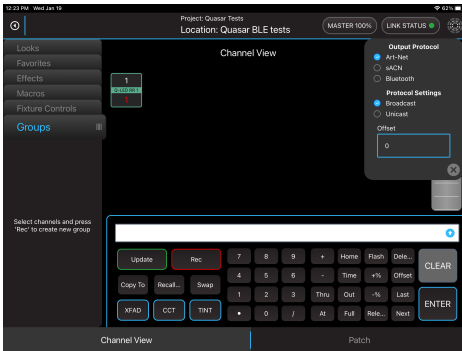 12:23 PM Wed Jan 19
62%
Project: Quasar Tests
Location: Quasar BLE tests
MASTER 100%
LINK STATUS
Looks
Favorites
Effects
Macros
Fixture Controls
Groups
Channel View
1
Q-LED RR 1
1
Output Protocol
Art-Net
sACN
Bluetooth
Protocol Settings
Broadcast
Unicast
Offset
0
Select channels and press
'Rec' to create new group
Update Rec 7 8 9 + Home Flash Dele... CLEAR
Copy To Recall... Swap 4 5 6 - Time +% Offset
1 2 3 Thru Out -% Last ENTER
XFAD CCT TINT • 0 / At Full Rele... Next
Channel View Patch